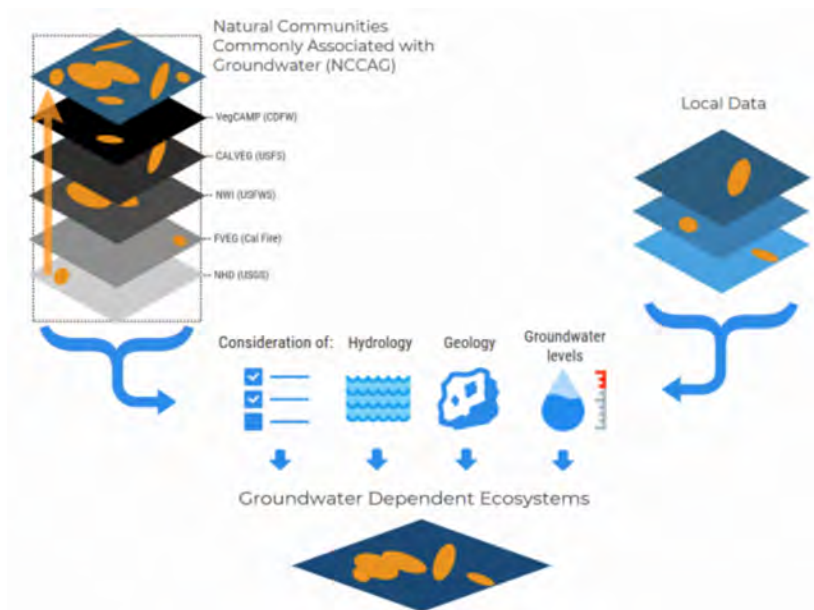 Natural Communities
Commonly Associated with
Groundwater (NCCAG)
VegCAMP (CDFW)
CALVEG (USFS)
NWI (USFWS)
FVEG (Cal Fire)
NHD (USGS)
Local Data
Consideration of:
Hydrology
Geology
Groundwater
levels
Groundwater Dependent Ecosystems